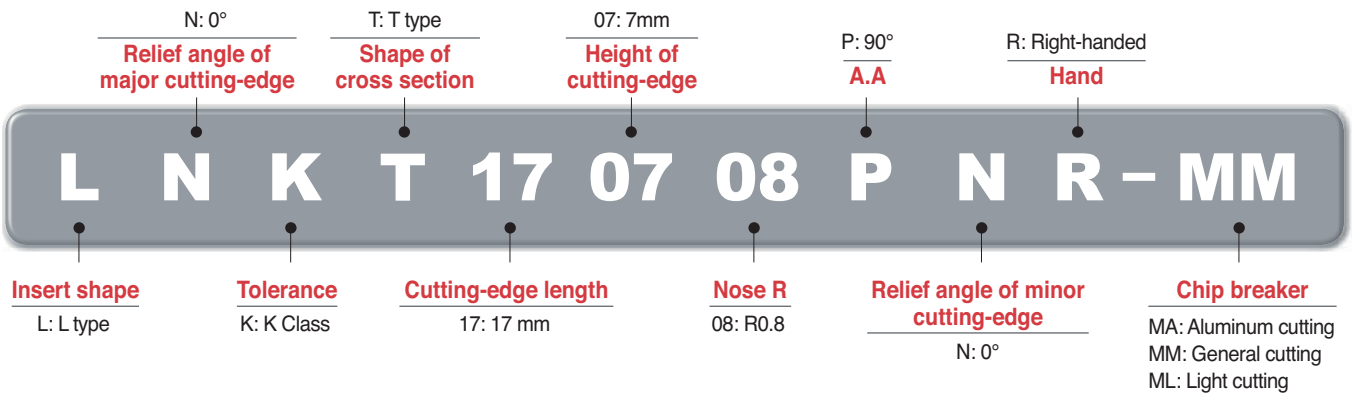 N: 0°
Relief angle of
major cutting-edge
T: T type
Shape of
cross section
07: 7mm
Height of
cutting-edge
P: 90°
A.A
R: Right-handed
Hand
L N K T 17 07 08 P N R – MM
Insert shape
L: L type
Tolerance
K: K Class
Cutting-edge length
17: 17 mm
Nose R
08: R0.8
Relief angle of minor
cutting-edge
N: 0°
Chip breaker
MA: Aluminum cutting
MM: General cutting
ML: Light cutting